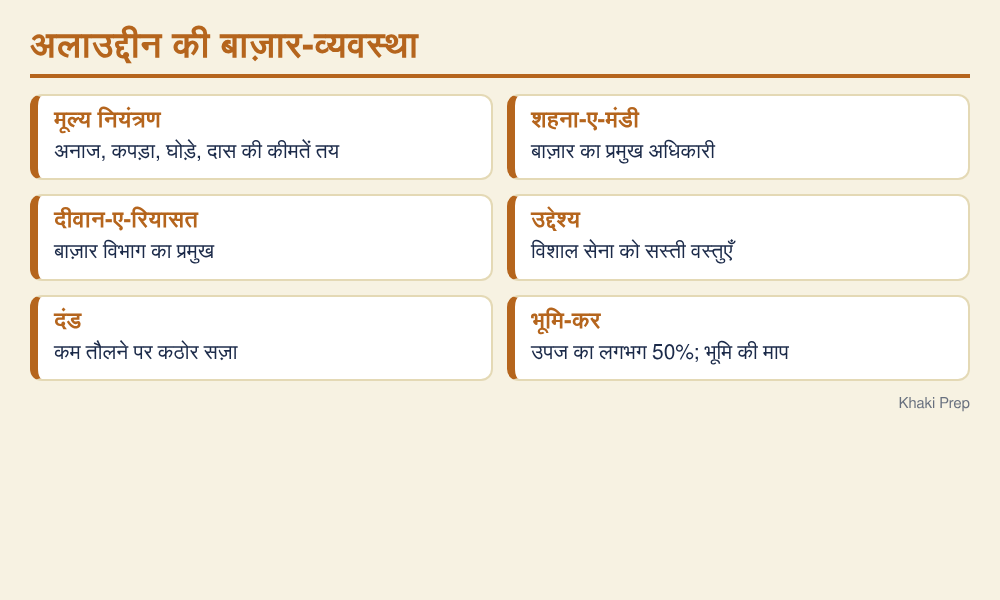 अलाउद्दीन की बाज़ार-व्यवस्था
मूल्य नियंत्रण
अनाज, कपड़ा, घोड़े, दास की कीमतें तय
शहना-ए-मंडी
बाज़ार का प्रमुख अधिकारी
दीवान-ए-रियासत
बाज़ार विभाग का प्रमुख
उद्देश्य
विशाल सेना को सस्ती वस्तुएँ
दंड
कम तौलने पर कठोर सज़ा
भूमि-कर
उपज का लगभग 50%; भूमि की माप
Khaki Prep